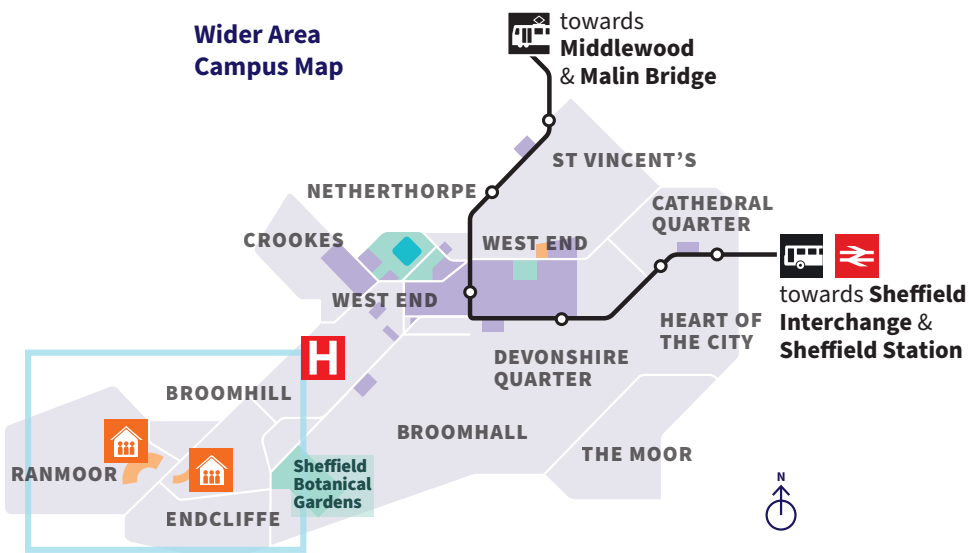 Wider Area
Campus Map
towards
Middlewood
& Malin Bridge
ST VINCENT’S
NETHERTHORPE
CATHEDRAL
QUARTER
CROOKES
WEST END
WEST END
towards Sheffield
Interchange &
Sheffield Station
HEART OF
THE CITY
H
DEVONSHIRE
QUARTER
BROOMHILL
BROOMHALL
THE MOOR
RANMOOR
Sheffield
Botanical
Gardens
ENDCLIFFE
N